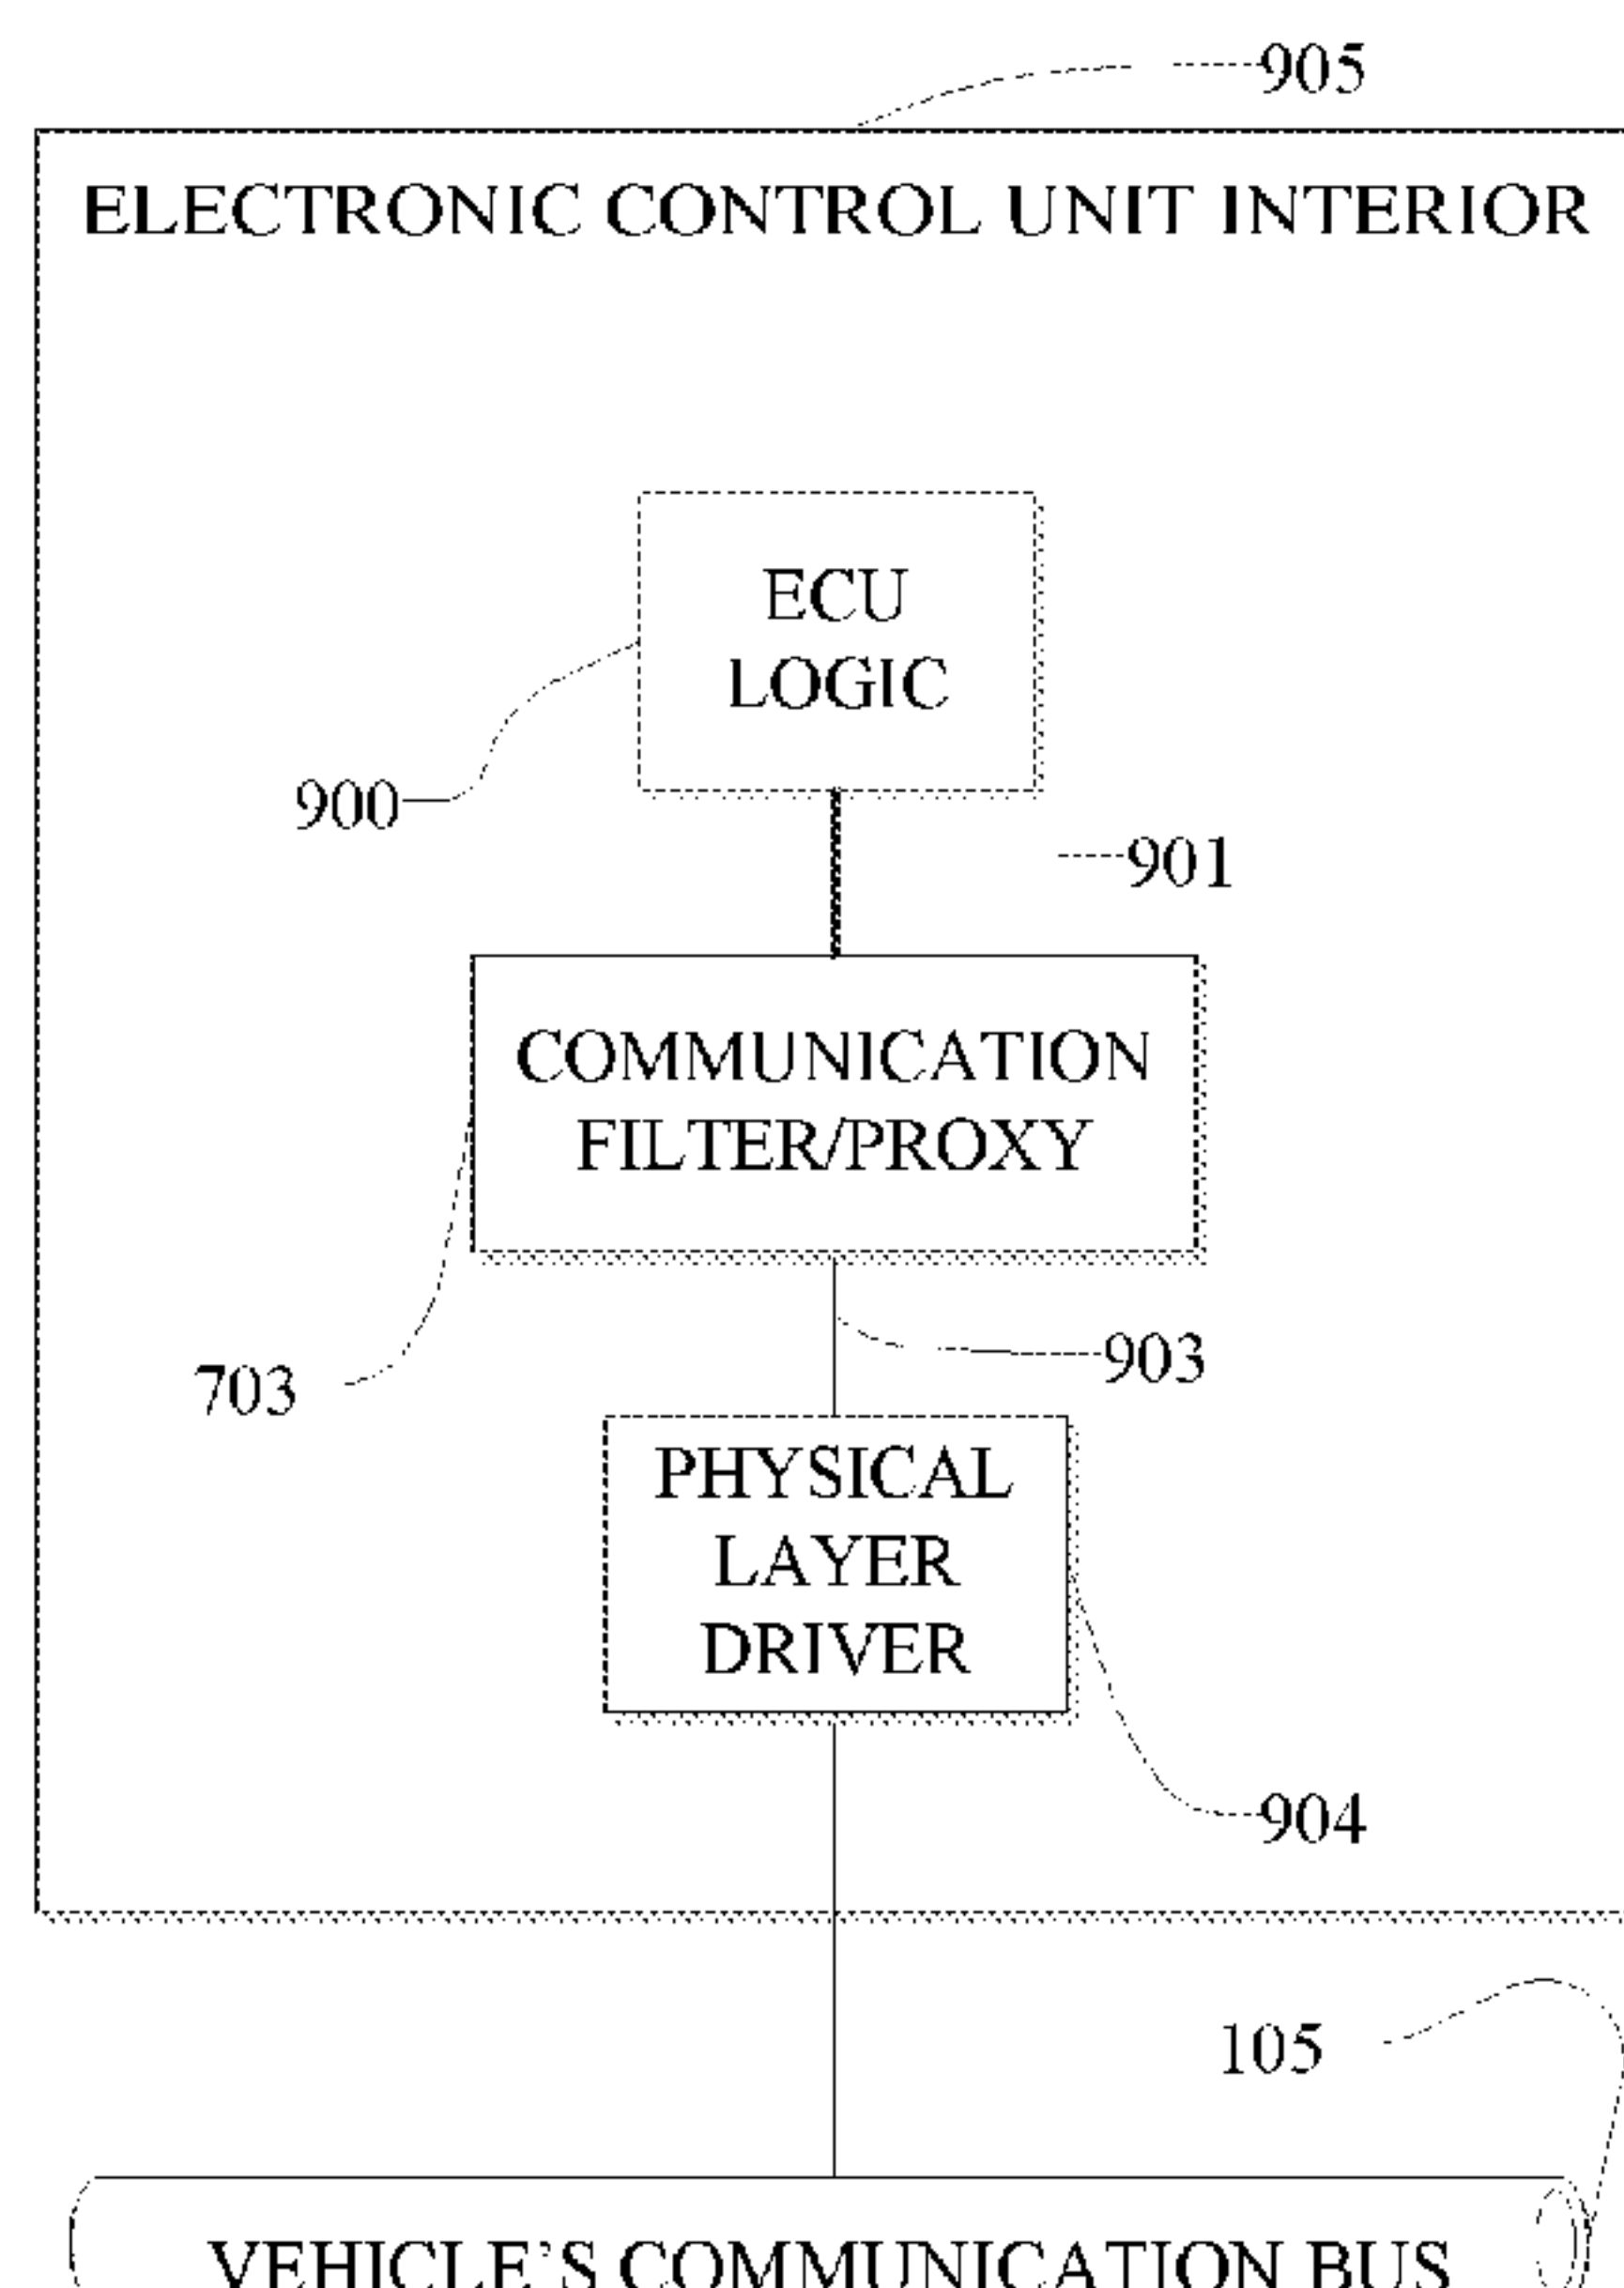 905
ELECTRONIC CONTROL UNIT INTERIOR
ECU
LOGIC
900
901
COMMUNICATION
FILTER/PROXY
903
703
PHYSICAL
LAYER
DRIVER
904
105
VEHICLE'S COMMUNICATION BUS